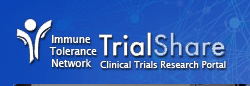 Immune
Tolerance
Network
TrialShare
Clinical Trials Research Portal